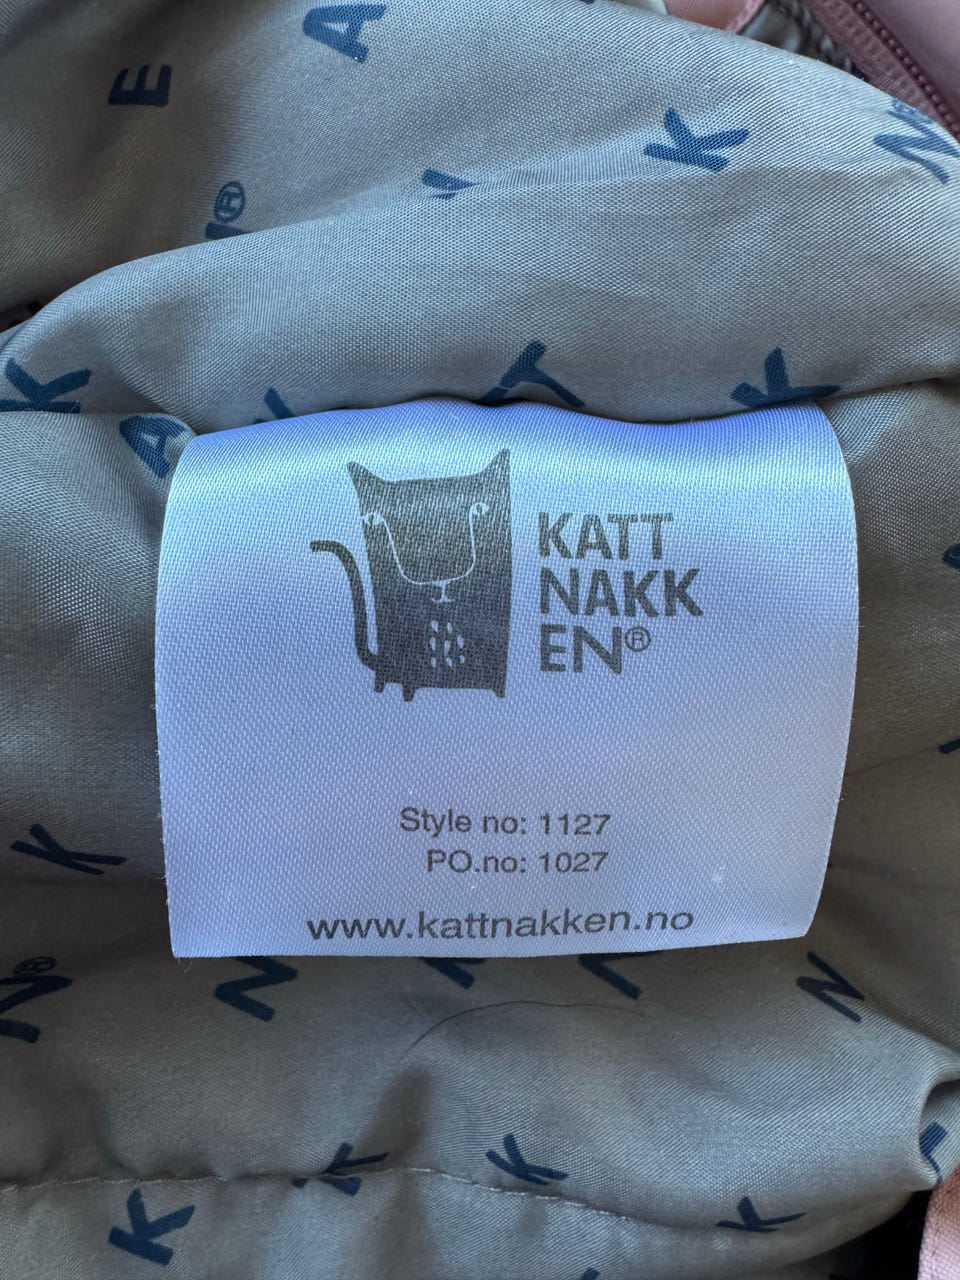 KATT
NAKK
EN®
Style no: 1127
PO.no: 1027
www.kattnakken.no